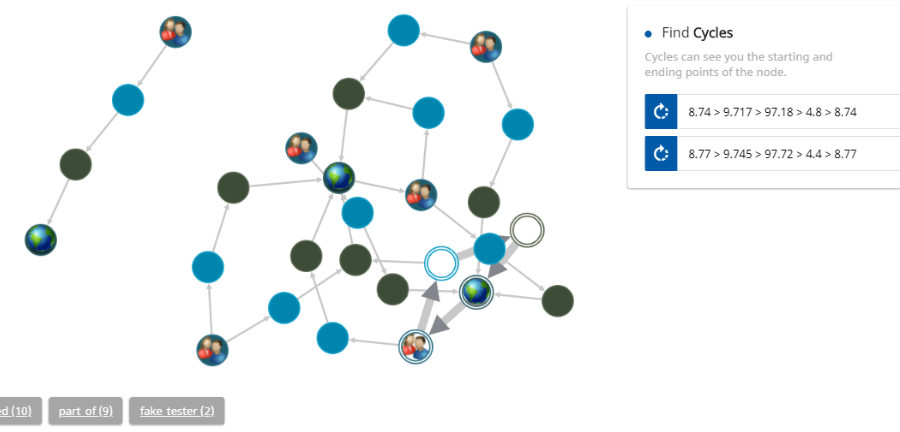 Find Cycles
Cycles can see you the starting and
ending points of the node.
8.74 > 9.717 > 97.18 > 4.8 > 8.74
8.77 > 9.745 > 97.72 > 4.4 > 8.77
ed (10)
part of (9)
fake tester (2)